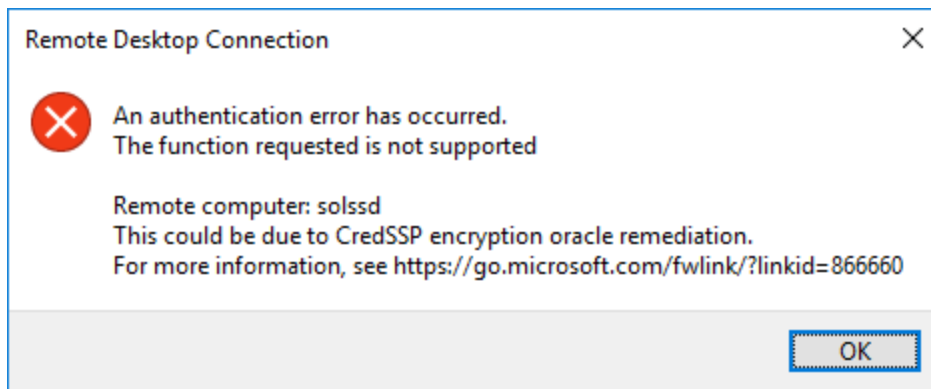 Remote Desktop Connection
An authentication error has occurred.
The function requested is not supported
Remote computer: solssd
This could be due to CredSSP encryption oracle remediation.
For more information, see https://go.microsoft.com/fwlink/?linkid=866660
OK